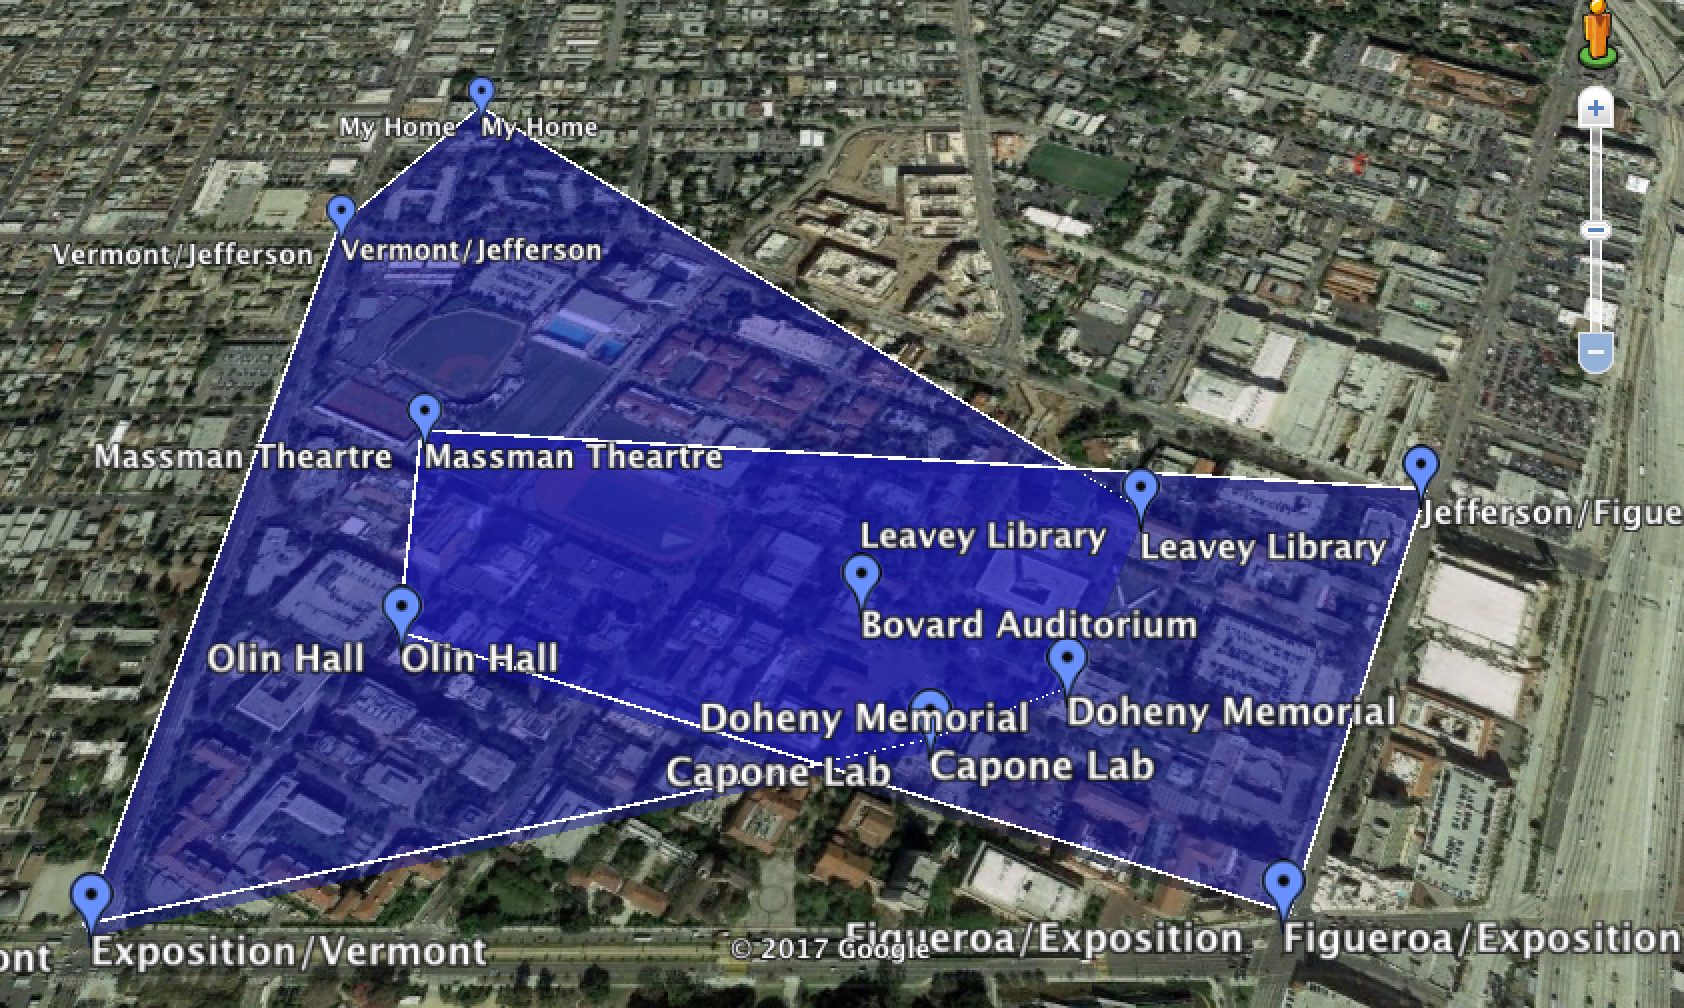 My Home My Home
Vermont/Jefferson Vermont/Jefferson
Massman Theartre Massman Theartre
Jefferson/Figue
Leavey Library Leavey Library
Bovard Auditorium
Olin Hall Olin Hall
Doheny Memorial Doheny Memorial
Capone Lab Capone Lab
ont Exposition/Vermont
© 2017 Google
Figueroa/Exposition Figueroa/Exposition